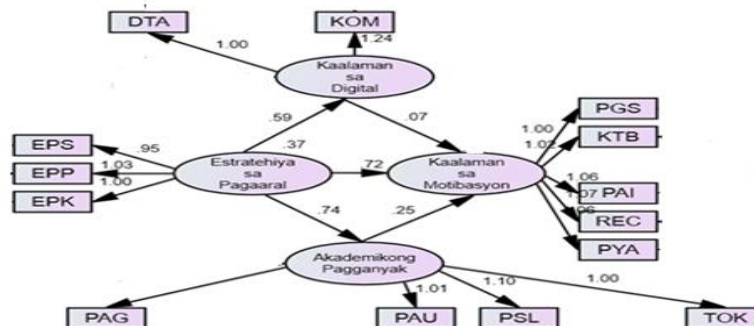 DTA
KOM
1.00
1.24
Kaalaman
sa
Digital
.59
.07
.37
EPS
EPP
EPK
.95
1.03
1.00
Estratehiya
sa
Pagaaral
.72
Kaalaman
sa
Motibasyon
1.00
1.02
1.06
1.07
.96
PGS
KTB
PAI
REC
PYA
.74
.25
Akademikong
Pagganyak
1.01
1.10
1.00
PAG
PAU
PSL
TOK